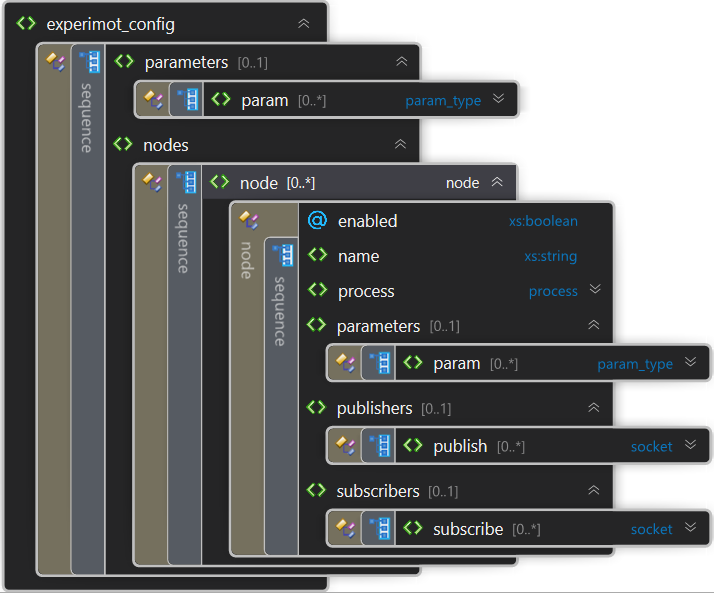 experimot_config
parameters [0..1]
sequence
param [0..*] param_type
nodes
node [0..*] node
sequence
enabled xs:boolean
node
name xs:string
sequence
process process
parameters [0..1]
param [0..*] param_type
publishers [0..1]
publish [0..*] socket
subscribers [0..1]
subscribe [0..*] socket